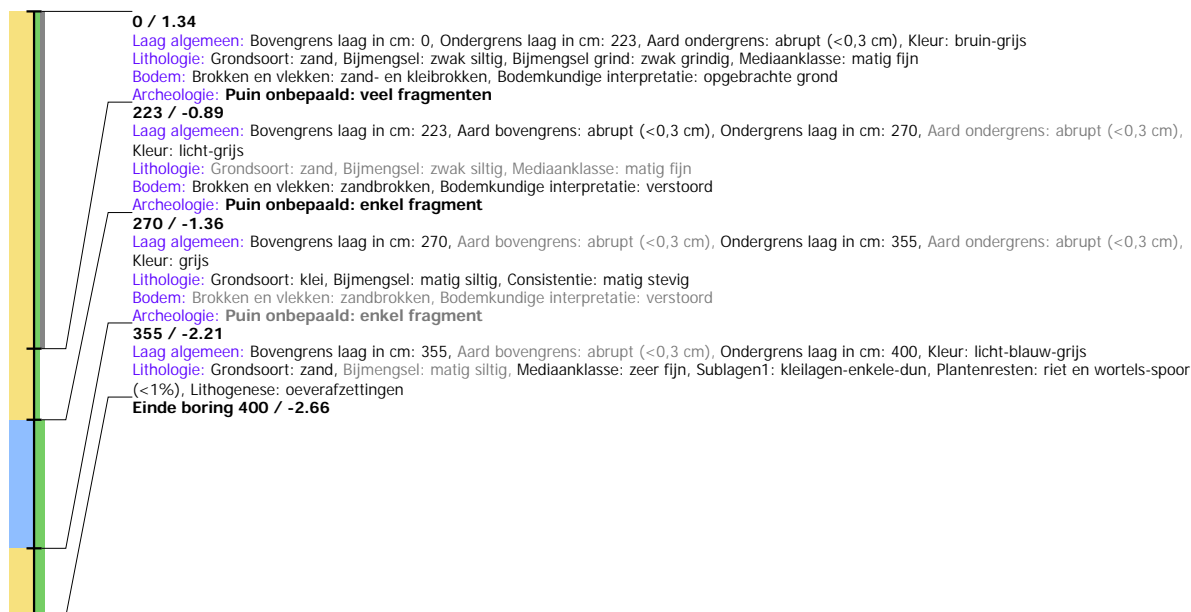 0 / 1.34
Laag algemeen: Bovengrens laag in cm: 0, Ondergrens laag in cm: 223, Aard ondergrens: abrupt (<0,3 cm), Kleur: bruin-grijs
Lithologie: Grondsoort: zand, Bijmengsel: zwak siltig, Bijmengsel grind: zwak grindig, Mediaanklasse: matig fijn
Bodem: Brokken en vlekken: zand- en kleibrokken, Bodemkundige interpretatie: opgebrachte grond
Archeologie: Puin onbepaald: veel fragmenten
223 / -0.89
Laag algemeen: Bovengrens laag in cm: 223, Aard bovengrens: abrupt (<0,3 cm), Ondergrens laag in cm: 270, Aard ondergrens: abrupt (<0,3 cm),
Kleur: licht-grijs
Lithologie: Grondsoort: zand, Bijmengsel: zwak siltig, Mediaanklasse: matig fijn
Bodem: Brokken en vlekken: zandbrokken, Bodemkundige interpretatie: verstoord
Archeologie: Puin onbepaald: enkel fragment
270 / -1.36
Laag algemeen: Bovengrens laag in cm: 270, Aard bovengrens: abrupt (<0,3 cm), Ondergrens laag in cm: 355, Aard ondergrens: abrupt (<0,3 cm),
Kleur: grijs
Lithologie: Grondsoort: klei, Bijmengsel: matig siltig, Consistentie: matig stevig
Bodem: Brokken en vlekken: zandbrokken, Bodemkundige interpretatie: verstoord
Archeologie: Puin onbepaald: enkel fragment
355 / -2.21
Laag algemeen: Bovengrens laag in cm: 355, Aard bovengrens: abrupt (<0,3 cm), Ondergrens laag in cm: 400, Kleur: licht-blauw-grijs
Lithologie: Grondsoort: zand, Bijmengsel: matig siltig, Mediaanklasse: zeer fijn, Sublagen1: kleilagen-enkele-dun, Plantenresten: riet en wortels-spoor
(<1%), Lithogenese: oeverafzettingen
Einde boring 400 / -2.66